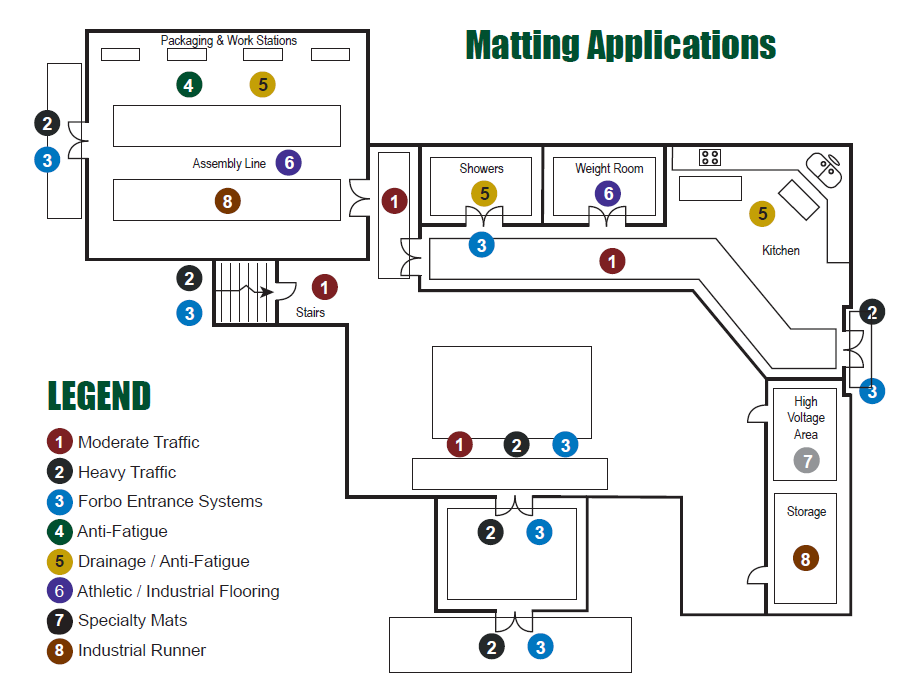 Matting Applications
Packaging & Work Stations
4
5
2
3
Assembly Line
6
8
1
Showers
5
Weight Room
6
5
Kitchen
3
1
2
3
1
Stairs
2
3
1
2
3
High
Voltage
Area
7
Storage
8
2
3
2
3
LEGEND
1 Moderate Traffic
2 Heavy Traffic
3 Forbo Entrance Systems
4 Anti-Fatigue
5 Drainage / Anti-Fatigue
6 Athletic / Industrial Flooring
7 Specialty Mats
8 Industrial Runner